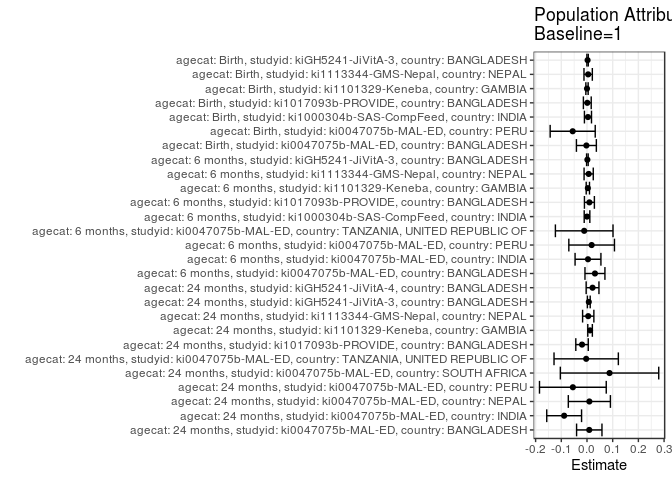 Population Attribu
Baseline=1
agecat: Birth, studyid: kiGH5241-JiVitA-3, country: BANGLADESH
agecat: Birth, studyid: ki1113344-GMS-Nepal, country: NEPAL
agecat: Birth, studyid: ki1101329-Keneba, country: GAMBIA
agecat: Birth, studyid: ki1017093b-PROVIDE, country: BANGLADESH
agecat: Birth, studyid: ki1000304b-SAS-CompFeed, country: INDIA
agecat: Birth, studyid: ki0047075b-MAL-ED, country: PERU
agecat: Birth, studyid: ki0047075b-MAL-ED, country: BANGLADESH
agecat: 6 months, studyid: kiGH5241-JiVitA-3, country: BANGLADESH
agecat: 6 months, studyid: ki1113344-GMS-Nepal, country: NEPAL
agecat: 6 months, studyid: ki1101329-Keneba, country: GAMBIA
agecat: 6 months, studyid: ki1017093b-PROVIDE, country: BANGLADESH
agecat: 6 months, studyid: ki1000304b-SAS-CompFeed, country: INDIA
agecat: 6 months, studyid: ki0047075b-MAL-ED, country: TANZANIA, UNITED REPUBLIC OF
agecat: 6 months, studyid: ki0047075b-MAL-ED, country: PERU
agecat: 6 months, studyid: ki0047075b-MAL-ED, country: INDIA
agecat: 6 months, studyid: ki0047075b-MAL-ED, country: BANGLADESH
agecat: 24 months, studyid: kiGH5241-JiVitA-4, country: BANGLADESH
agecat: 24 months, studyid: kiGH5241-JiVitA-3, country: BANGLADESH
agecat: 24 months, studyid: ki1113344-GMS-Nepal, country: NEPAL
agecat: 24 months, studyid: ki1101329-Keneba, country: GAMBIA
agecat: 24 months, studyid: ki1017093b-PROVIDE, country: BANGLADESH
agecat: 24 months, studyid: ki0047075b-MAL-ED, country: TANZANIA, UNITED REPUBLIC OF
agecat: 24 months, studyid: ki0047075b-MAL-ED, country: SOUTH AFRICA
agecat: 24 months, studyid: ki0047075b-MAL-ED, country: PERU
agecat: 24 months, studyid: ki0047075b-MAL-ED, country: NEPAL
agecat: 24 months, studyid: ki0047075b-MAL-ED, country: INDIA
agecat: 24 months, studyid: ki0047075b-MAL-ED, country: BANGLADESH
-0.2 -0.1 0.0 0.1 0.2 0.3
Estimate